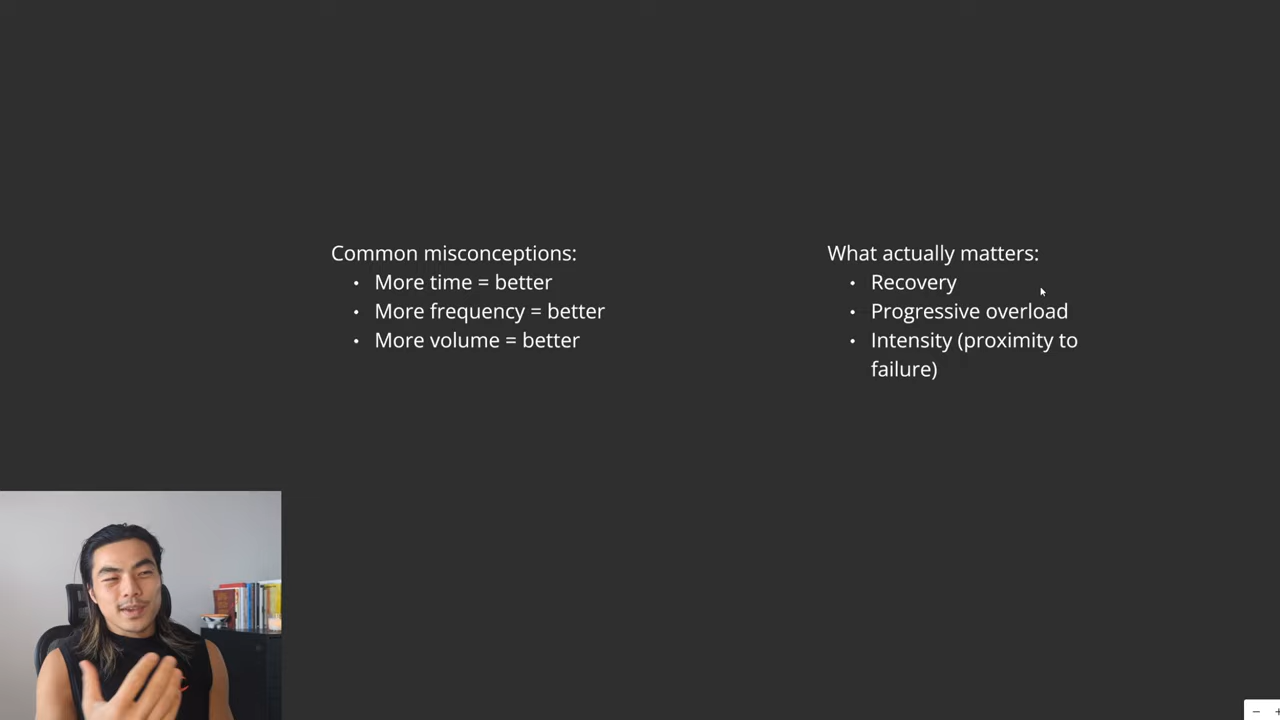 Common misconceptions:
• More time = better
• More frequency = better
• More volume = better
What actually matters:
• Recovery
• Progressive overload
• Intensity (proximity to
failure)